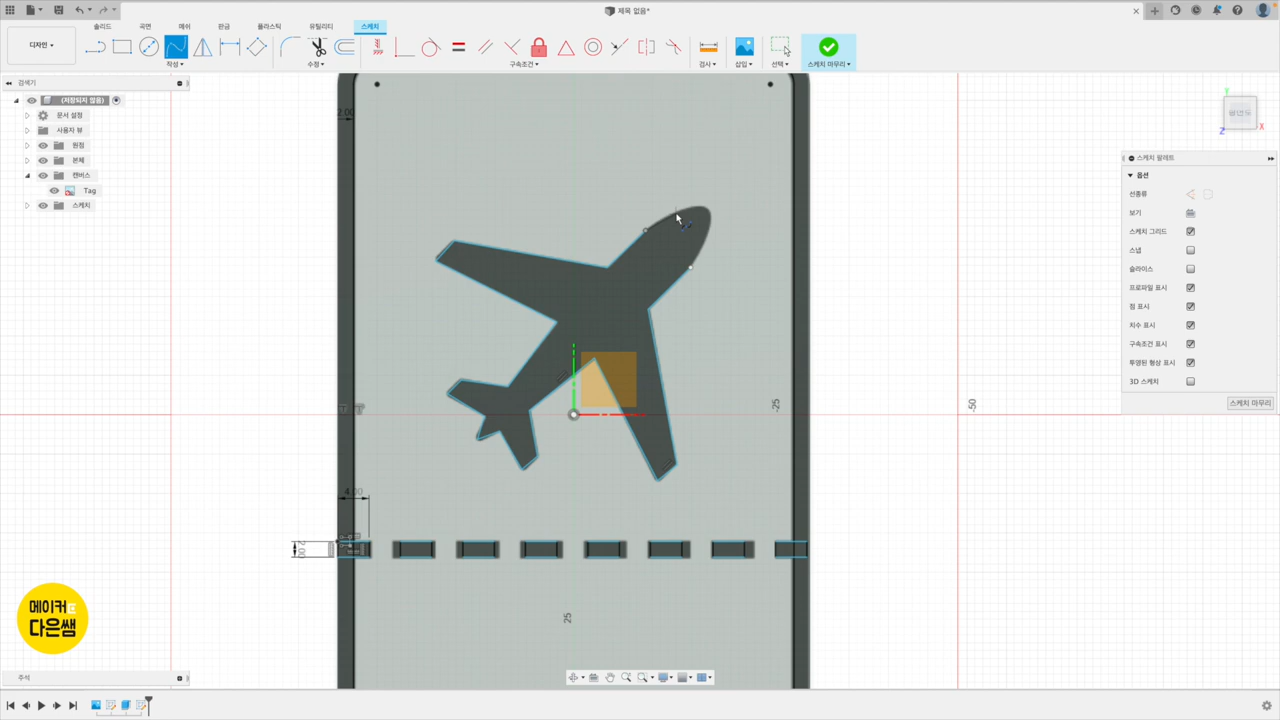 제목 없음*
디자인
솔리드
곡면
메쉬
판금
플라스틱
유틸리티
스케치
작성
수정
구속조건
검사
삽입
선택
스케치 마무리
검색기
(저장되지 않음)
문서 설정
사용자 뷰
원점
본체
캔버스
Tag
스케치
2.00
4.00
2.00
25
-25
-50
Y
X
Z
스케치 팔레트
옵션
선종류
보기
스케치 그리드
스냅
슬라이스
프로파일 표시
점 표시
치수 표시
구속조건 표시
투영된 형상 표시
3D 스케치
스케치 마무리
메이커
다은쌤
주석